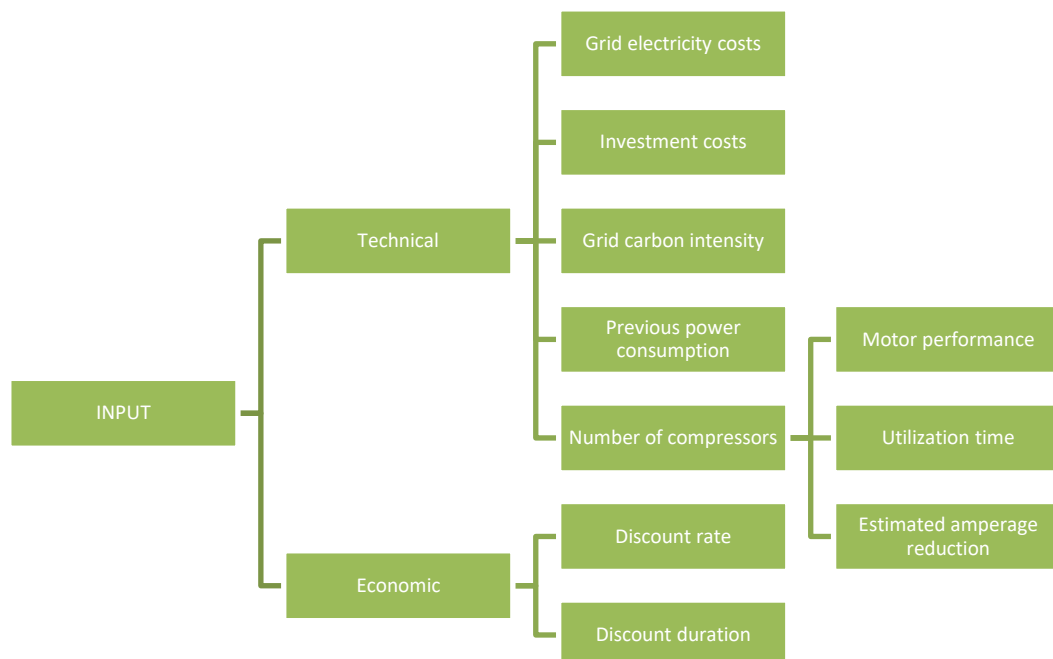 Grid electricity costs
Investment costs
Technical
Grid carbon intensity
Previous power
consumption
Motor performance
INPUT
Number of compressors
Utilization time
Discount rate
Estimated amperage
reduction
Economic
Discount duration